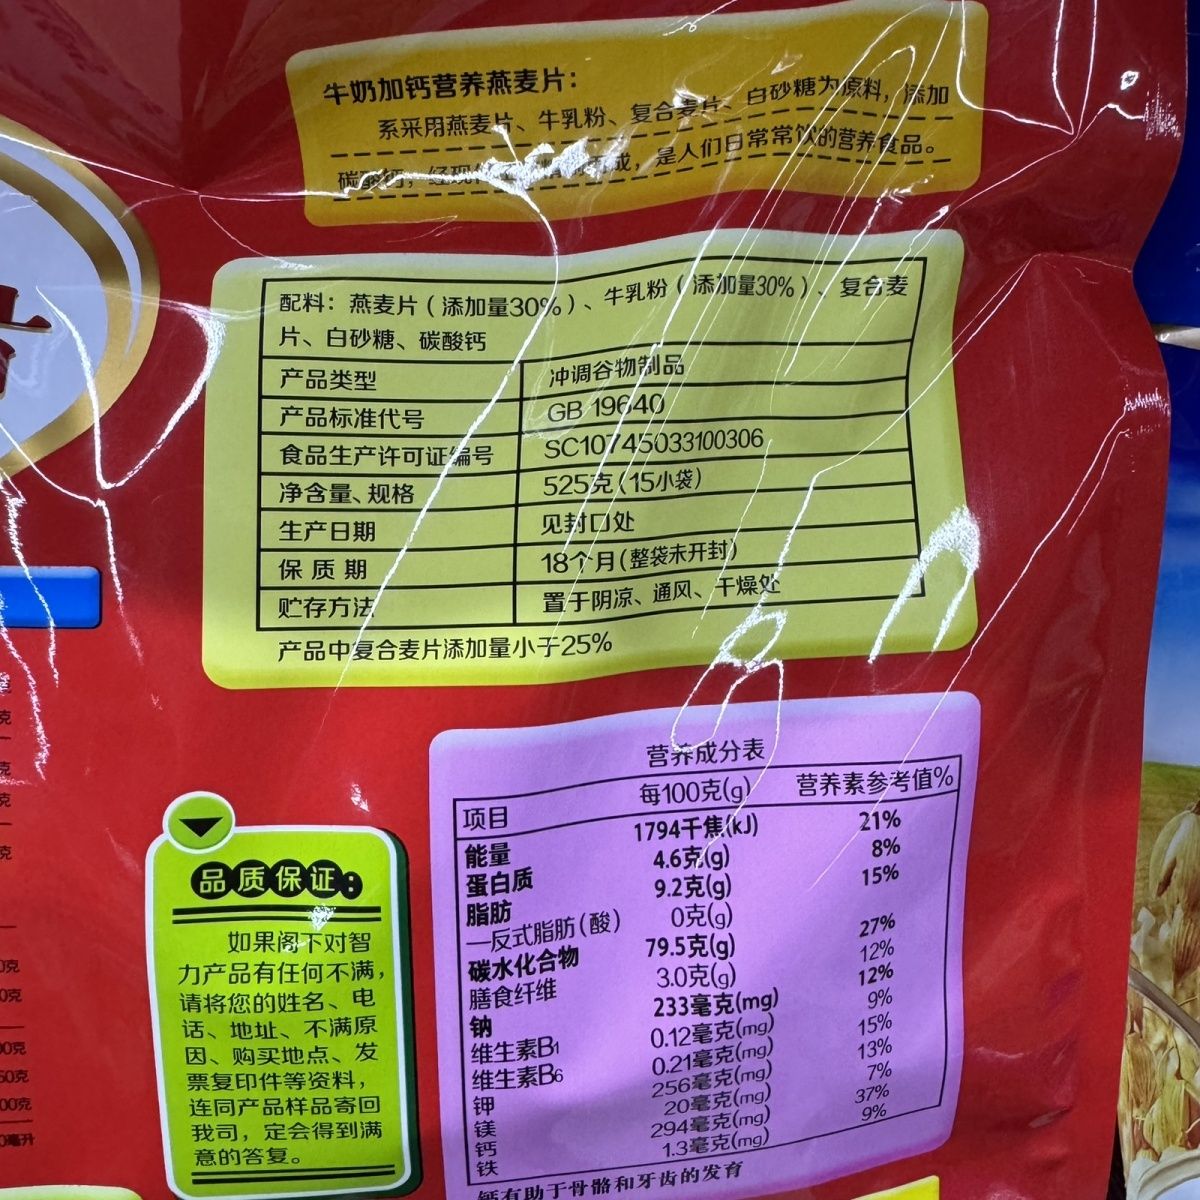 牛奶加钙营养燕麦片：
系采用燕麦片、牛乳粉、复合麦片、白砂糖为原料，添加
碳酸钙，经现 成，是人们日常常饮的营养食品。
配料：燕麦片（添加量30%）、牛乳粉（添加量30%）、复合麦
片、白砂糖、碳酸钙
产品类型 冲调谷物制品
产品标准代号 GB 19640
食品生产许可证编号 SC10745033100306
净含量、规格 525克（15小袋）
生产日期 见封口处
保质期 18个月（整袋未开封）
贮存方法 置于阴凉、通风、干燥处
产品中复合麦片添加量小于25%
营养成分表
项目 每100克(g) 营养素参考值%
能量 1794千焦(kJ) 21%
蛋白质 4.6克(g) 8%
脂肪 9.2克(g) 15%
—反式脂肪（酸） 0克(g)
碳水化合物 79.5克(g) 27%
膳食纤维 3.0克(g) 12%
钠 233毫克(mg) 12%
维生素B1 0.12毫克(mg) 9%
维生素B6 0.21毫克(mg) 15%
钾 256毫克(mg) 13%
镁 20毫克(mg) 7%
钙 294毫克(mg) 37%
铁 1.3毫克(mg) 9%
钙有助于骨骼和牙齿的发育
品质保证：
如果阁下对智
力产品有任何不满，
请将您的姓名、电
话、地址、不满原
因、购买地点、发
票复印件等资料，
连同产品样品寄回
我司，定会得到满
意的答复。